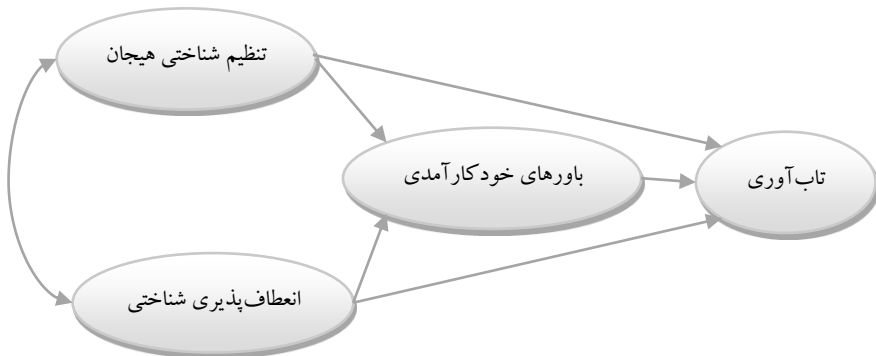 تنظیم شناختی هیجان
باورهای خودکارآمدی
تاب‌آوری
انعطاف‌پذیری شناختی